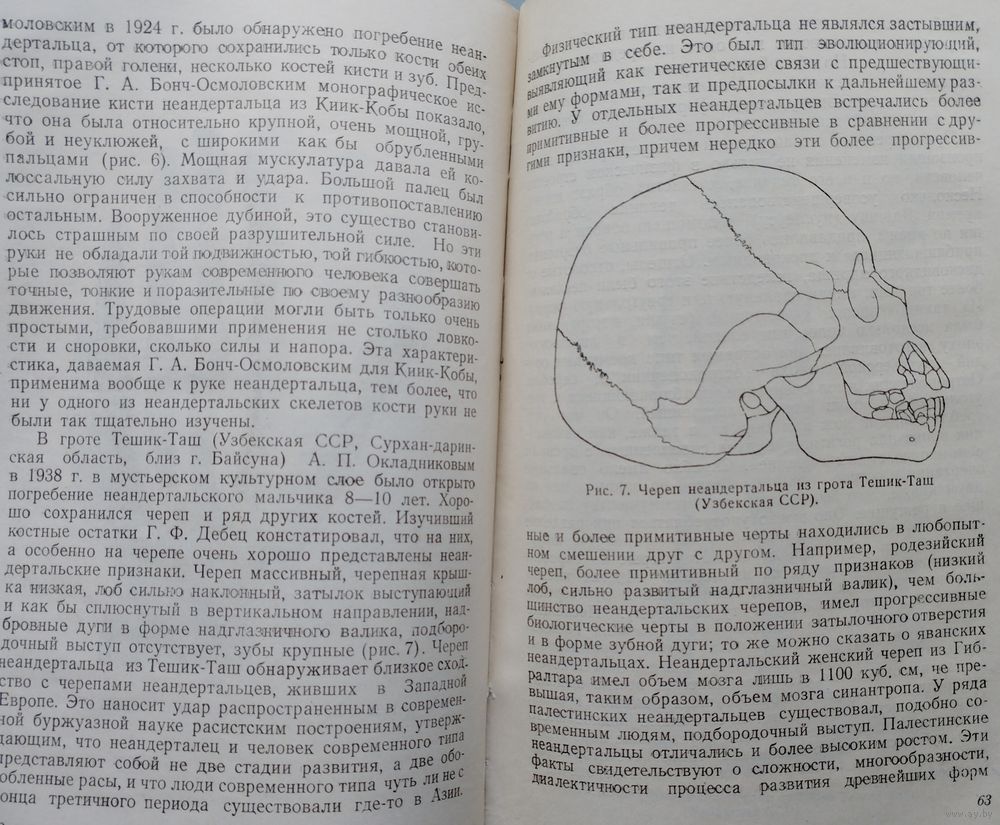 моловским в 1924 г. было обнаружено погребение неан-
дертальца, от которого сохранились только кости обеих
стоп, правой голени, несколько костей кисти и зуб. Пред-
принятое Г. А. Бонч-Осмоловским монографическое ис-
следование кисти неандертальца из Киик-Кобы показало,
что она была относительно крупной, очень мощной, гру-
бой и неуклюжей, с широкими как бы обрубленными
пальцами (рис. 6). Мощная мускулатура давала ей ко-
лоссальную силу захвата и удара. Большой палец был
сильно ограничен в способности к противопоставлению
остальным. Вооруженное дубиной, это существо станови-
лось страшным по своей разрушительной силе. Но эти
руки не обладали той подвижностью, той гибкостью, кото-
рые позволяют рукам современного человека совершать
точные, тонкие и поразительные по своему разнообразию
движения. Трудовые операции могли быть только очень
простыми, требовавшими применения не столько ловко-
сти и сноровки, сколько силы и напора. Эта характери-
стика, даваемая Г. А. Бонч-Осмоловским для Киик-Кобы,
применима вообще к руке неандертальца, тем более, что
ни у одного из неандертальских скелетов кости руки не
были так тщательно изучены.
В гроте Тешик-Таш (Узбекская ССР, Сурхан-дарин-
ская область, близ г. Байсуна) А. П. Окладниковым
в 1938 г. в мустьерском культурном слое было открыто
погребение неандертальского мальчика 8—10 лет. Хоро-
шо сохранился череп и ряд других костей. Изучивший
костные остатки Г. Ф. Дебец констатировал, что на них,
а особенно на черепе очень хорошо представлены неан-
дертальские признаки. Череп массивный, черепная крыш-
ка низкая, лоб сильно наклонный, затылок выступающий
и как бы сплюснутый в вертикальном направлении, над-
бровные дуги в форме надглазничного валика, подборо-
дочный выступ отсутствует, зубы крупные (рис. 7). Череп
неандертальца из Тешик-Таш обнаруживает близкое сход-
ство с черепами неандертальцев, живших в Западной
Европе. Это наносит удар распространенным в современ-
ной буржуазной науке расистским построениям, утверж-
дающим, что неандерталец и человек современного типа
представляют собой не две стадии развития, а две обо-
обленные расы, и что люди современного типа чуть ли не с
онца третичного периода существовали где-то в Азии.
Физический тип неандертальца не являлся застывшим,
замкнутым в себе. Это был тип эволюционирующий,
выявляющий как генетические связи с предшествующи-
ми ему формами, так и предпосылки к дальнейшему раз-
витию. У отдельных неандертальцев встречались более
примитивные и более прогрессивные в сравнении с дру-
гими признаки, причем нередко эти более прогрессив-
Рис. 7. Череп неандертальца из грота Тешик-Таш
(Узбекская ССР).
ные и более примитивные черты находились в любопыт-
ном смешении друг с другом. Например, родезийский
череп, более примитивный по ряду признаков (низкий
лоб, сильно развитый надглазничный валик), чем боль-
шинство неандертальских черепов, имел прогрессивные
биологические черты в положении затылочного отверстия
и в форме зубной дуги; то же можно сказать о яванских
неандертальцах. Неандертальский женский череп из Гиб-
ралтара имел объем мозга лишь в 1100 куб. см, че пре-
вышая, таким образом, объем мозга синантропа. У ряда
палестинских неандертальцев существовал, подобно со-
временным людям, подбородочный выступ. Палестинские
неандертальцы отличались и более высоким ростом. Эти
факты свидетельствуют о сложности, многообразности,
диалектичности процесса развития древнейших форм
63
www.ay.by